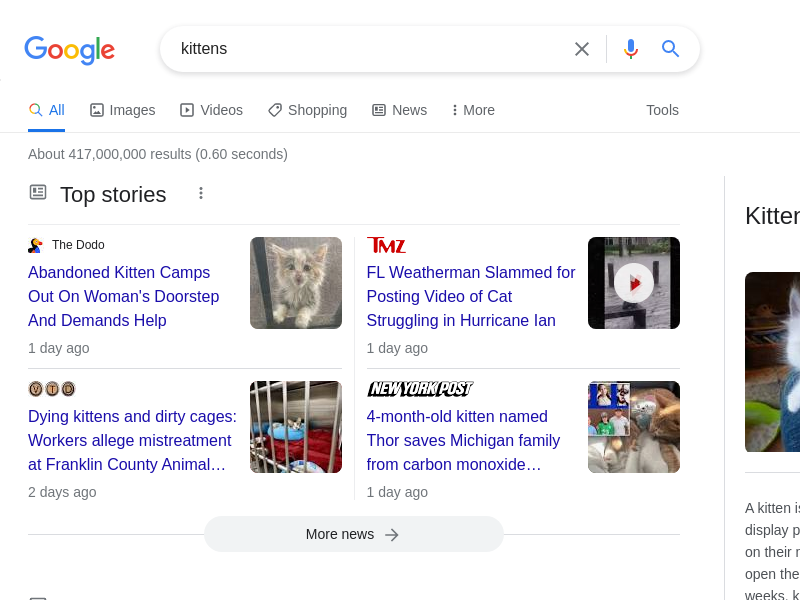 Google
kittens
All
Images
Videos
Shopping
News
More
Tools
About 417,000,000 results (0.60 seconds)
Top stories
The Dodo
Abandoned Kitten Camps
Out On Woman's Doorstep
And Demands Help
1 day ago
TMZ
FL Weatherman Slammed for
Posting Video of Cat
Struggling in Hurricane Ian
1 day ago
VTD
Dying kittens and dirty cages:
Workers allege mistreatment
at Franklin County Animal…
2 days ago
NEW YORK POST
4-month-old kitten named
Thor saves Michigan family
from carbon monoxide…
1 day ago
More news
Kitten
A kitten is
display p
on their r
open the
weeks, k